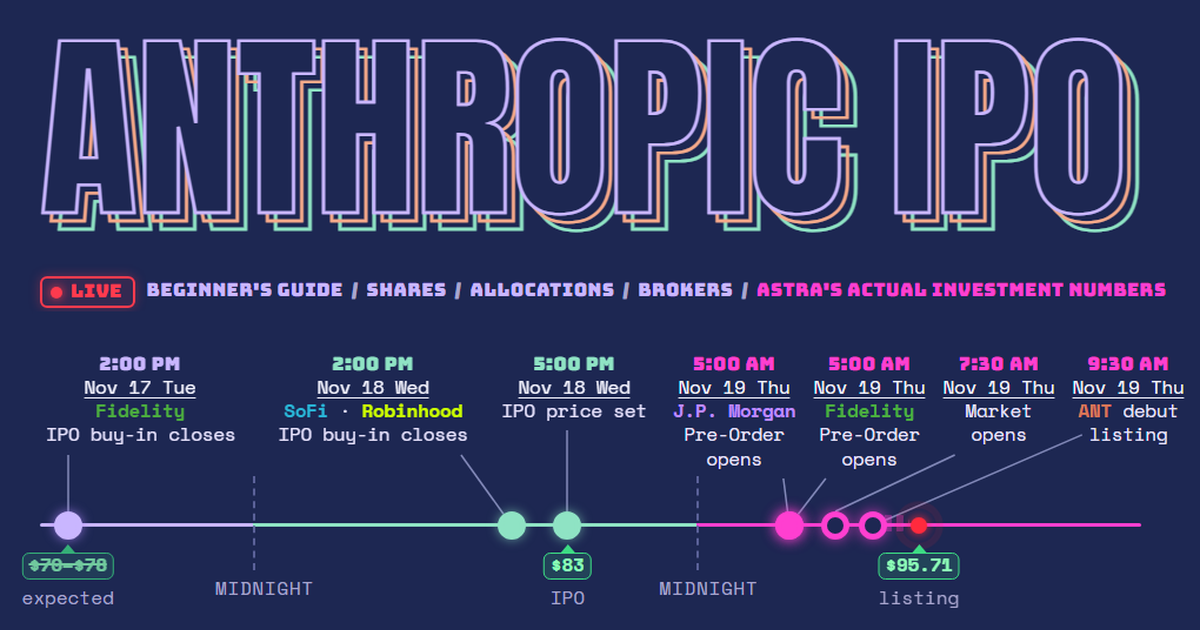 ANTHROPIC IPO
LIVE BEGINNER'S GUIDE / SHARES / ALLOCATIONS / BROKERS / ASTRA'S ACTUAL INVESTMENT NUMBERS
2:00 PM
Nov 17 Tue
Fidelity
IPO buy-in closes
2:00 PM
Nov 18 Wed
SoFi · Robinhood
IPO buy-in closes
5:00 PM
Nov 18 Wed
IPO price set
5:00 AM
Nov 19 Thu
J.P. Morgan
Pre-Order
opens
5:00 AM
Nov 19 Thu
Fidelity
Pre-Order
opens
7:30 AM
Nov 19 Thu
Market
opens
9:30 AM
Nov 19 Thu
ANT debut
listing
$70–$78
expected
MIDNIGHT
$83
IPO
MIDNIGHT
$95.71
listing